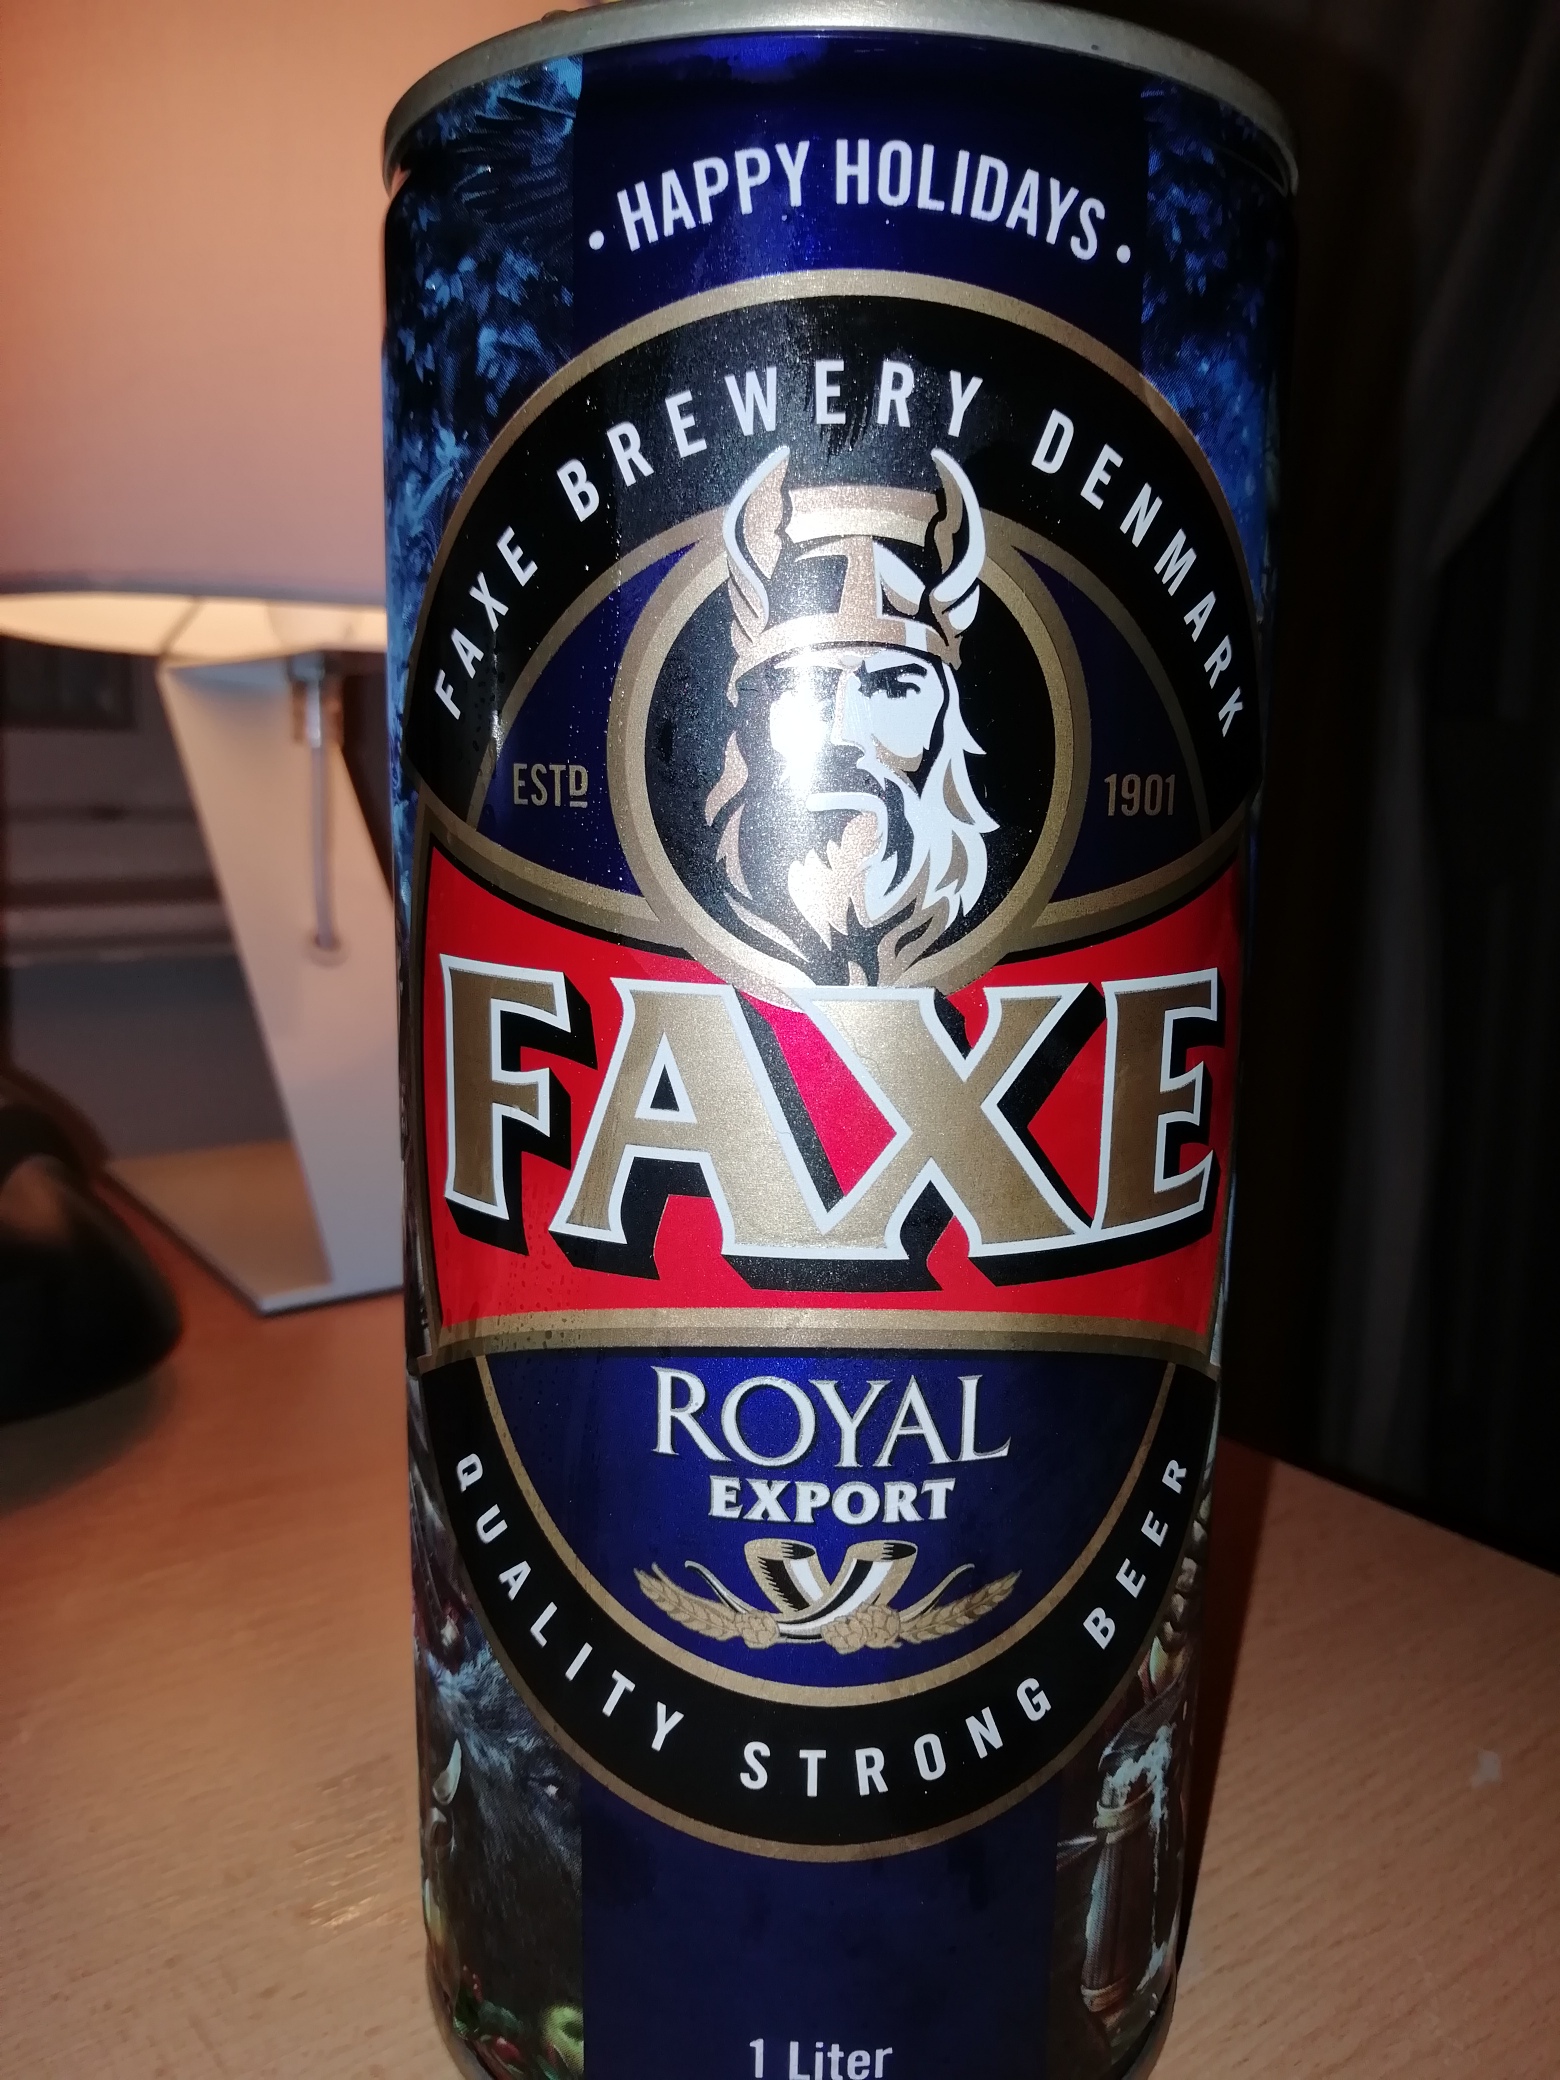 · HAPPY HOLIDAYS ·
FAXE BREWERY DENMARK
ESTD 1901
FAXE
ROYAL
EXPORT
QUALITY STRONG BEER
1 Liter